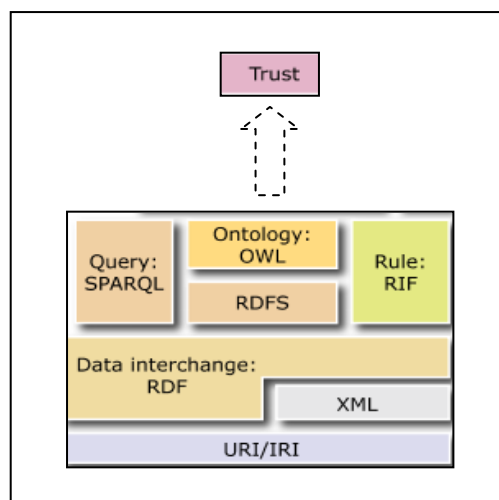 Trust
Query:
SPARQL
Ontology:
OWL
RDFS
Rule:
RIF
Data interchange:
RDF
XML
URI/IRI